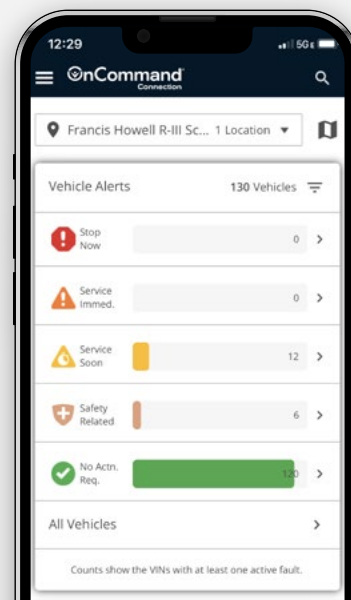 12:29
5GE
OnCommand
Connection
Francis Howell R-III Sc... 1 Location
Vehicle Alerts 130 Vehicles
Stop
Now
0
Service
Immed.
0
Service
Soon
12
Safety
Related
6
No Actn.
Req.
120
All Vehicles
Counts show the VINs with at least one active fault.